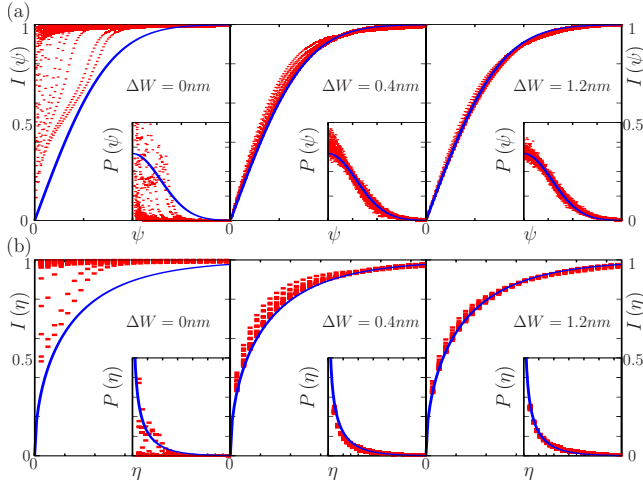 (a)
1
I (ψ)
0.5
0
ΔW = 0nm
P (ψ)
ψ
0
ΔW = 0.4nm
P (ψ)
ψ
0
ΔW = 1.2nm
P (ψ)
ψ
1
I (ψ)
0.5
0
(b)
1
I (η)
0.5
0
0
ΔW = 0nm
P (η)
η
0
ΔW = 0.4nm
P (η)
η
0
ΔW = 1.2nm
P (η)
η
1
I (η)
0.5
0